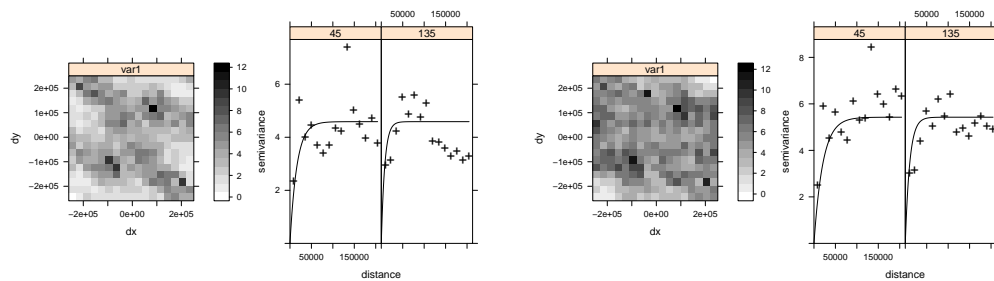 var1
dx
dy
−2e+05
0e+00
2e+05
−2e+05
−1e+05
0e+00
1e+05
2e+05
0
2
4
6
8
10
12
distance
semivariance
2
4
6
50000
150000
45
50000
150000
135
var1
dx
dy
−2e+05
0e+00
2e+05
−2e+05
−1e+05
0e+00
1e+05
2e+05
0
2
4
6
8
10
12
distance
semivariance
2
4
6
8
50000
150000
45
50000
150000
135